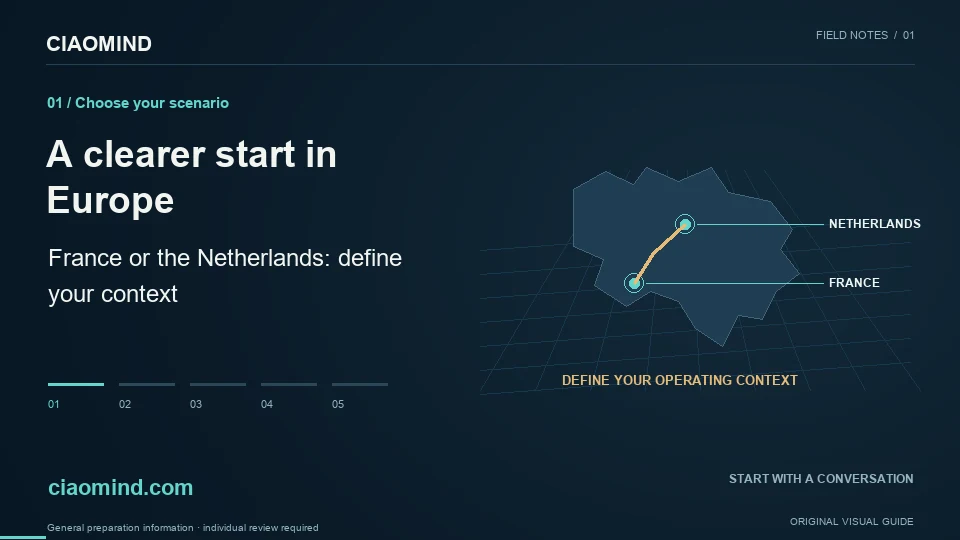 CIAOMIND
FIELD NOTES / 01
01 / Choose your scenario
A clearer start in
Europe
France or the Netherlands: define
your context
NETHERLANDS
FRANCE
DEFINE YOUR OPERATING CONTEXT
01
02
03
04
05
ciaomind.com
START WITH A CONVERSATION
General preparation information · individual review required
ORIGINAL VISUAL GUIDE